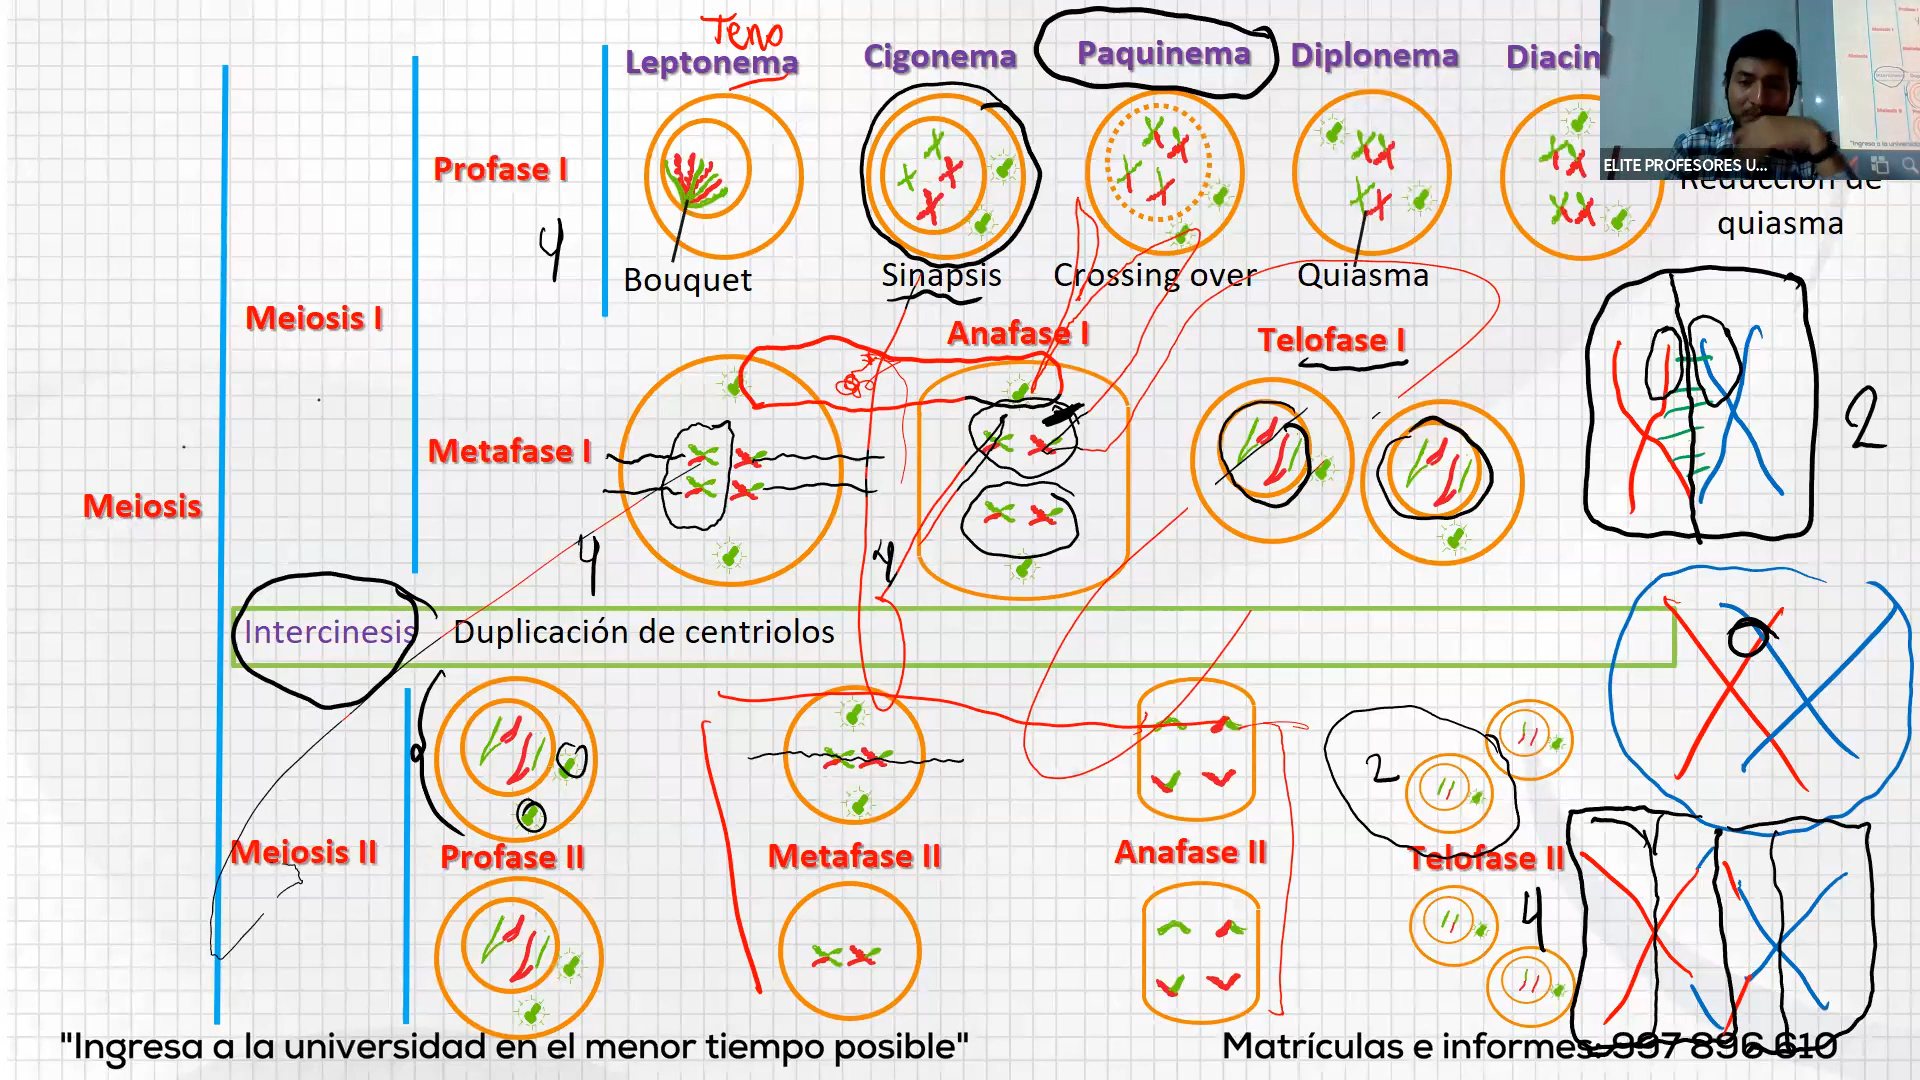 Teno
Leptonema Cigonema Paquinema Diplonema Diacin
ELITE PROFESORES U...
Profase I
Reducción de
quiasma
4
Bouquet Sinapsis Crossing over Quiasma
Meiosis I
Anafase I Telofase I
Metafase I
2
Meiosis
4 4
Intercinesis Duplicación de centriolos
2
Meiosis II Profase II Metafase II Anafase II Telofase II
4
"Ingresa a la universidad en el menor tiempo posible" Matrículas e informes: 997 896 610